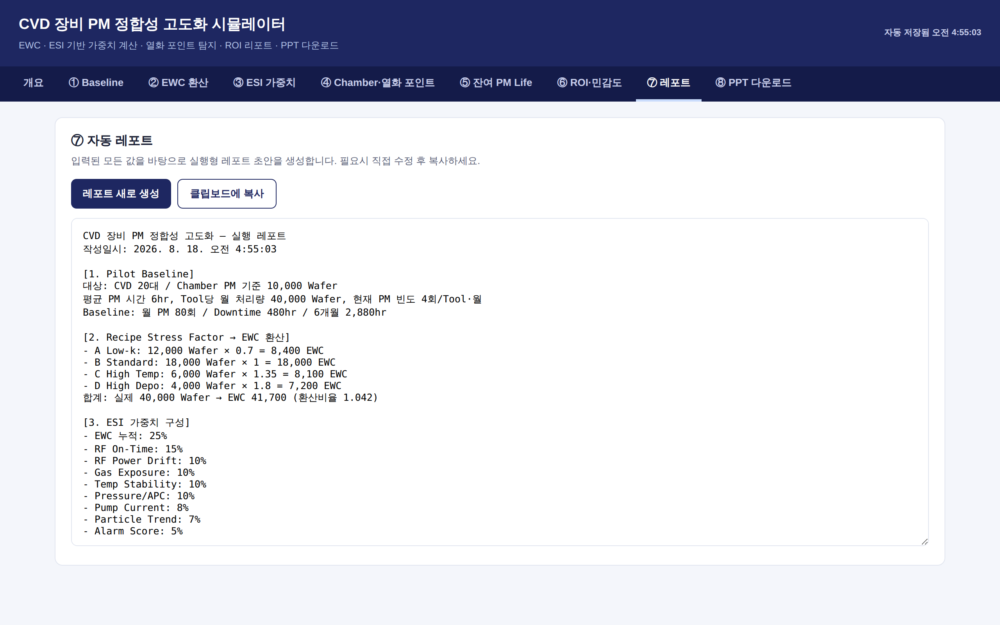 CVD 장비 PM 정합성 고도화 시뮬레이터
EWC · ESI 기반 가중치 계산 · 열화 포인트 탐지 · ROI 리포트 · PPT 다운로드
자동 저장됨 오전 4:55:03
개요 ① Baseline ② EWC 환산 ③ ESI 가중치 ④ Chamber·열화 포인트 ⑤ 잔여 PM Life ⑥ ROI·민감도 ⑦ 레포트 ⑧ PPT 다운로드
⑦ 자동 레포트
입력된 모든 값을 바탕으로 실행형 레포트 초안을 생성합니다. 필요시 직접 수정 후 복사하세요.
레포트 새로 생성 클립보드에 복사
CVD 장비 PM 정합성 고도화 – 실행 레포트
작성일시: 2026. 8. 18. 오전 4:55:03
[1. Pilot Baseline]
대상: CVD 20대 / Chamber PM 기준 10,000 Wafer
평균 PM 시간 6hr, Tool당 월 처리량 40,000 Wafer, 현재 PM 빈도 4회/Tool·월
Baseline: 월 PM 80회 / Downtime 480hr / 6개월 2,880hr
[2. Recipe Stress Factor → EWC 환산]
- A Low-k: 12,000 Wafer × 0.7 = 8,400 EWC
- B Standard: 18,000 Wafer × 1 = 18,000 EWC
- C High Temp: 6,000 Wafer × 1.35 = 8,100 EWC
- D High Depo: 4,000 Wafer × 1.8 = 7,200 EWC
합계: 실제 40,000 Wafer → EWC 41,700 (환산비율 1.042)
[3. ESI 가중치 구성]
- EWC 누적: 25%
- RF On-Time: 15%
- RF Power Drift: 10%
- Gas Exposure: 10%
- Temp Stability: 10%
- Pressure/APC: 10%
- Pump Current: 8%
- Particle Trend: 7%
- Alarm Score: 5%